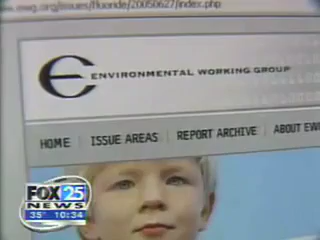 www.ewg.org/issues/fluoride/20050627/index.php
ENVIRONMENTAL WORKING GROUP
HOME | ISSUE AREAS | REPORT ARCHIVE | ABOUT EW
FOX 25
NEWS
35° 10:34